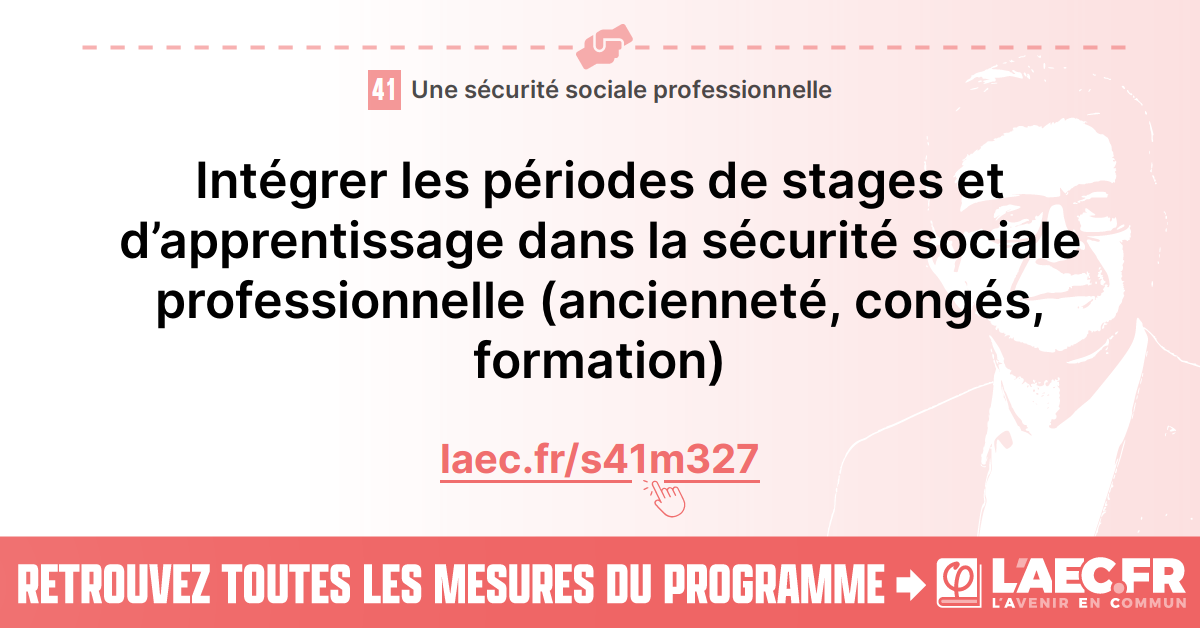 41 Une sécurité sociale professionnelle
Intégrer les périodes de stages et
d’apprentissage dans la sécurité sociale
professionnelle (ancienneté, congés,
formation)
laec.fr/s41m327
RETROUVEZ TOUTES LES MESURES DU PROGRAMME → φ L'AEC.FR
L'AVENIR EN COMMUN